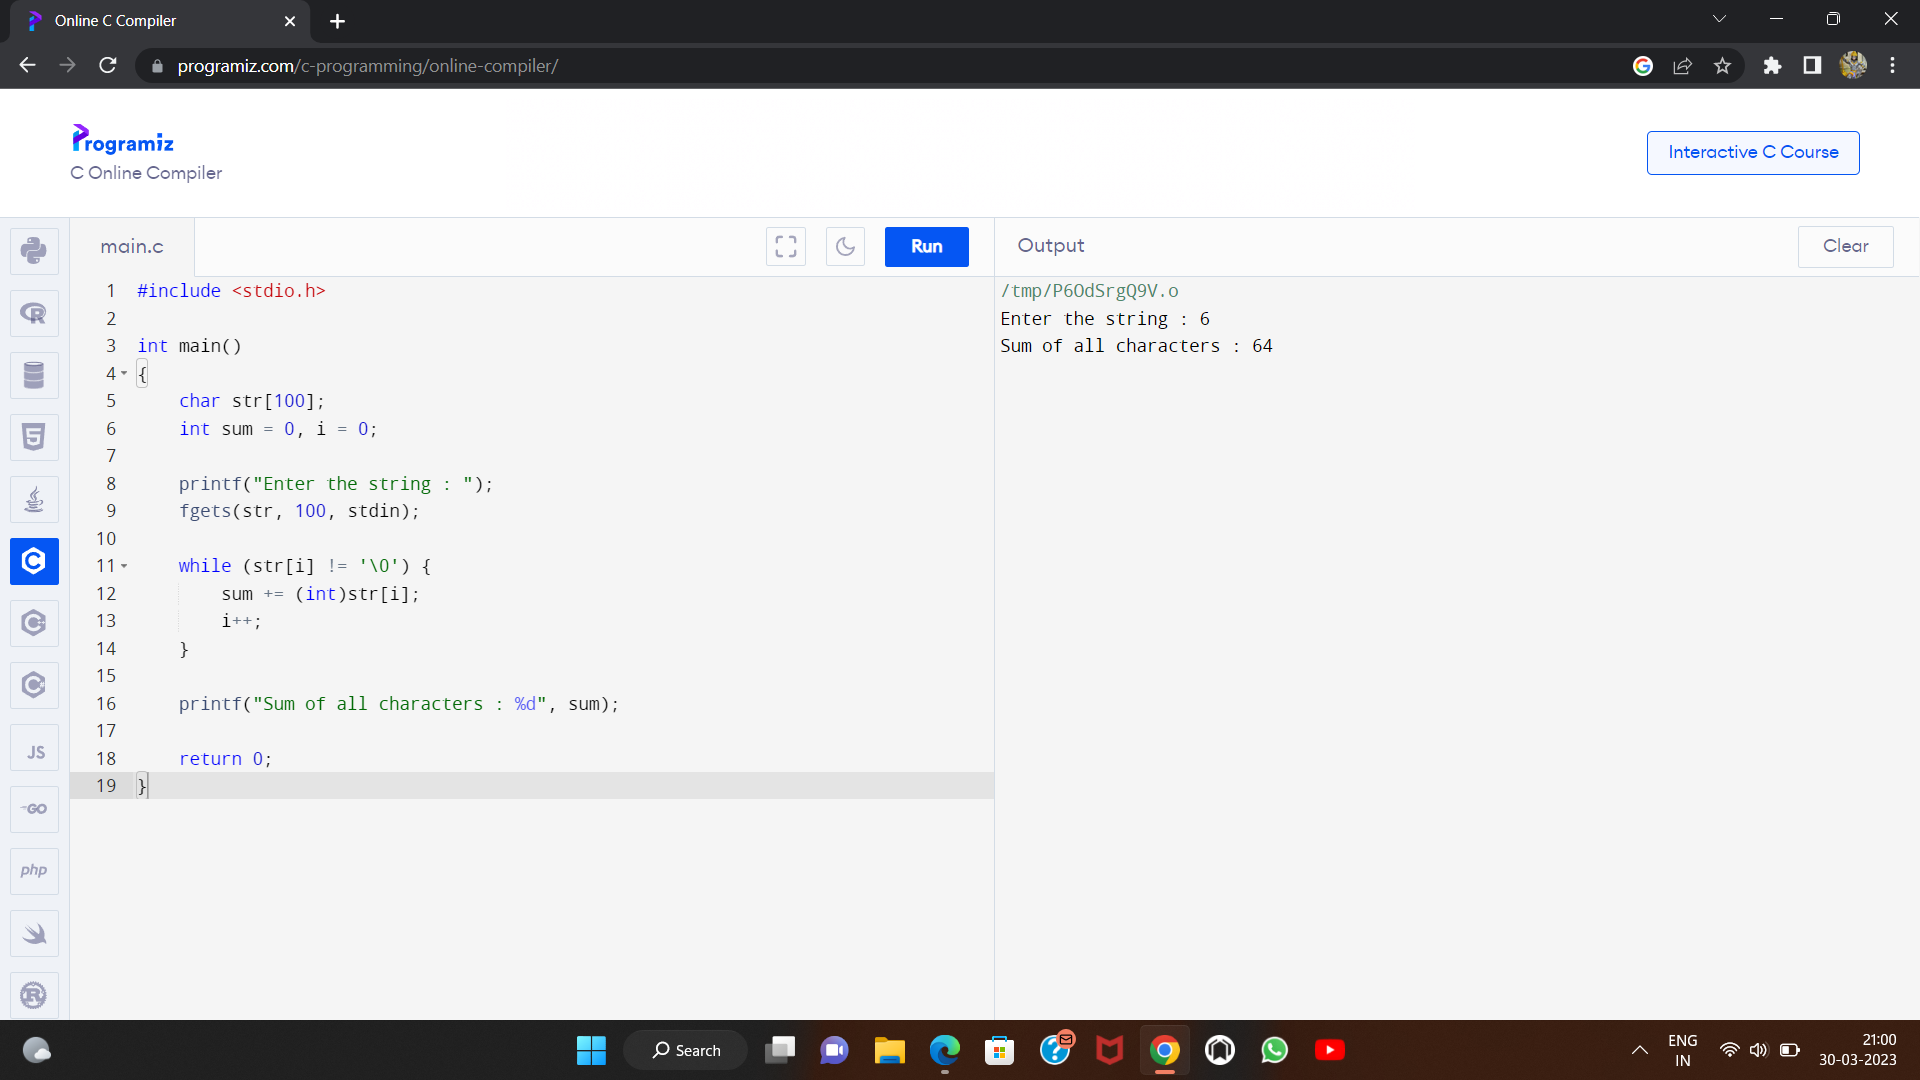 Online C Compiler
programiz.com/c-programming/online-compiler/
Programiz
C Online Compiler
Interactive C Course
main.c
Run
Output
Clear
1 #include <stdio.h>
2
3 int main()
4 {
5 char str[100];
6 int sum = 0, i = 0;
7
8 printf("Enter the string : ");
9 fgets(str, 100, stdin);
10
11 while (str[i] != '\0') {
12 sum += (int)str[i];
13 i++;
14 }
15
16 printf("Sum of all characters : %d", sum);
17
18 return 0;
19 }
/tmp/P6OdSrgQ9V.o
Enter the string : 6
Sum of all characters : 64
JS
GO
php
Search
ENG
IN
21:00
30-03-2023